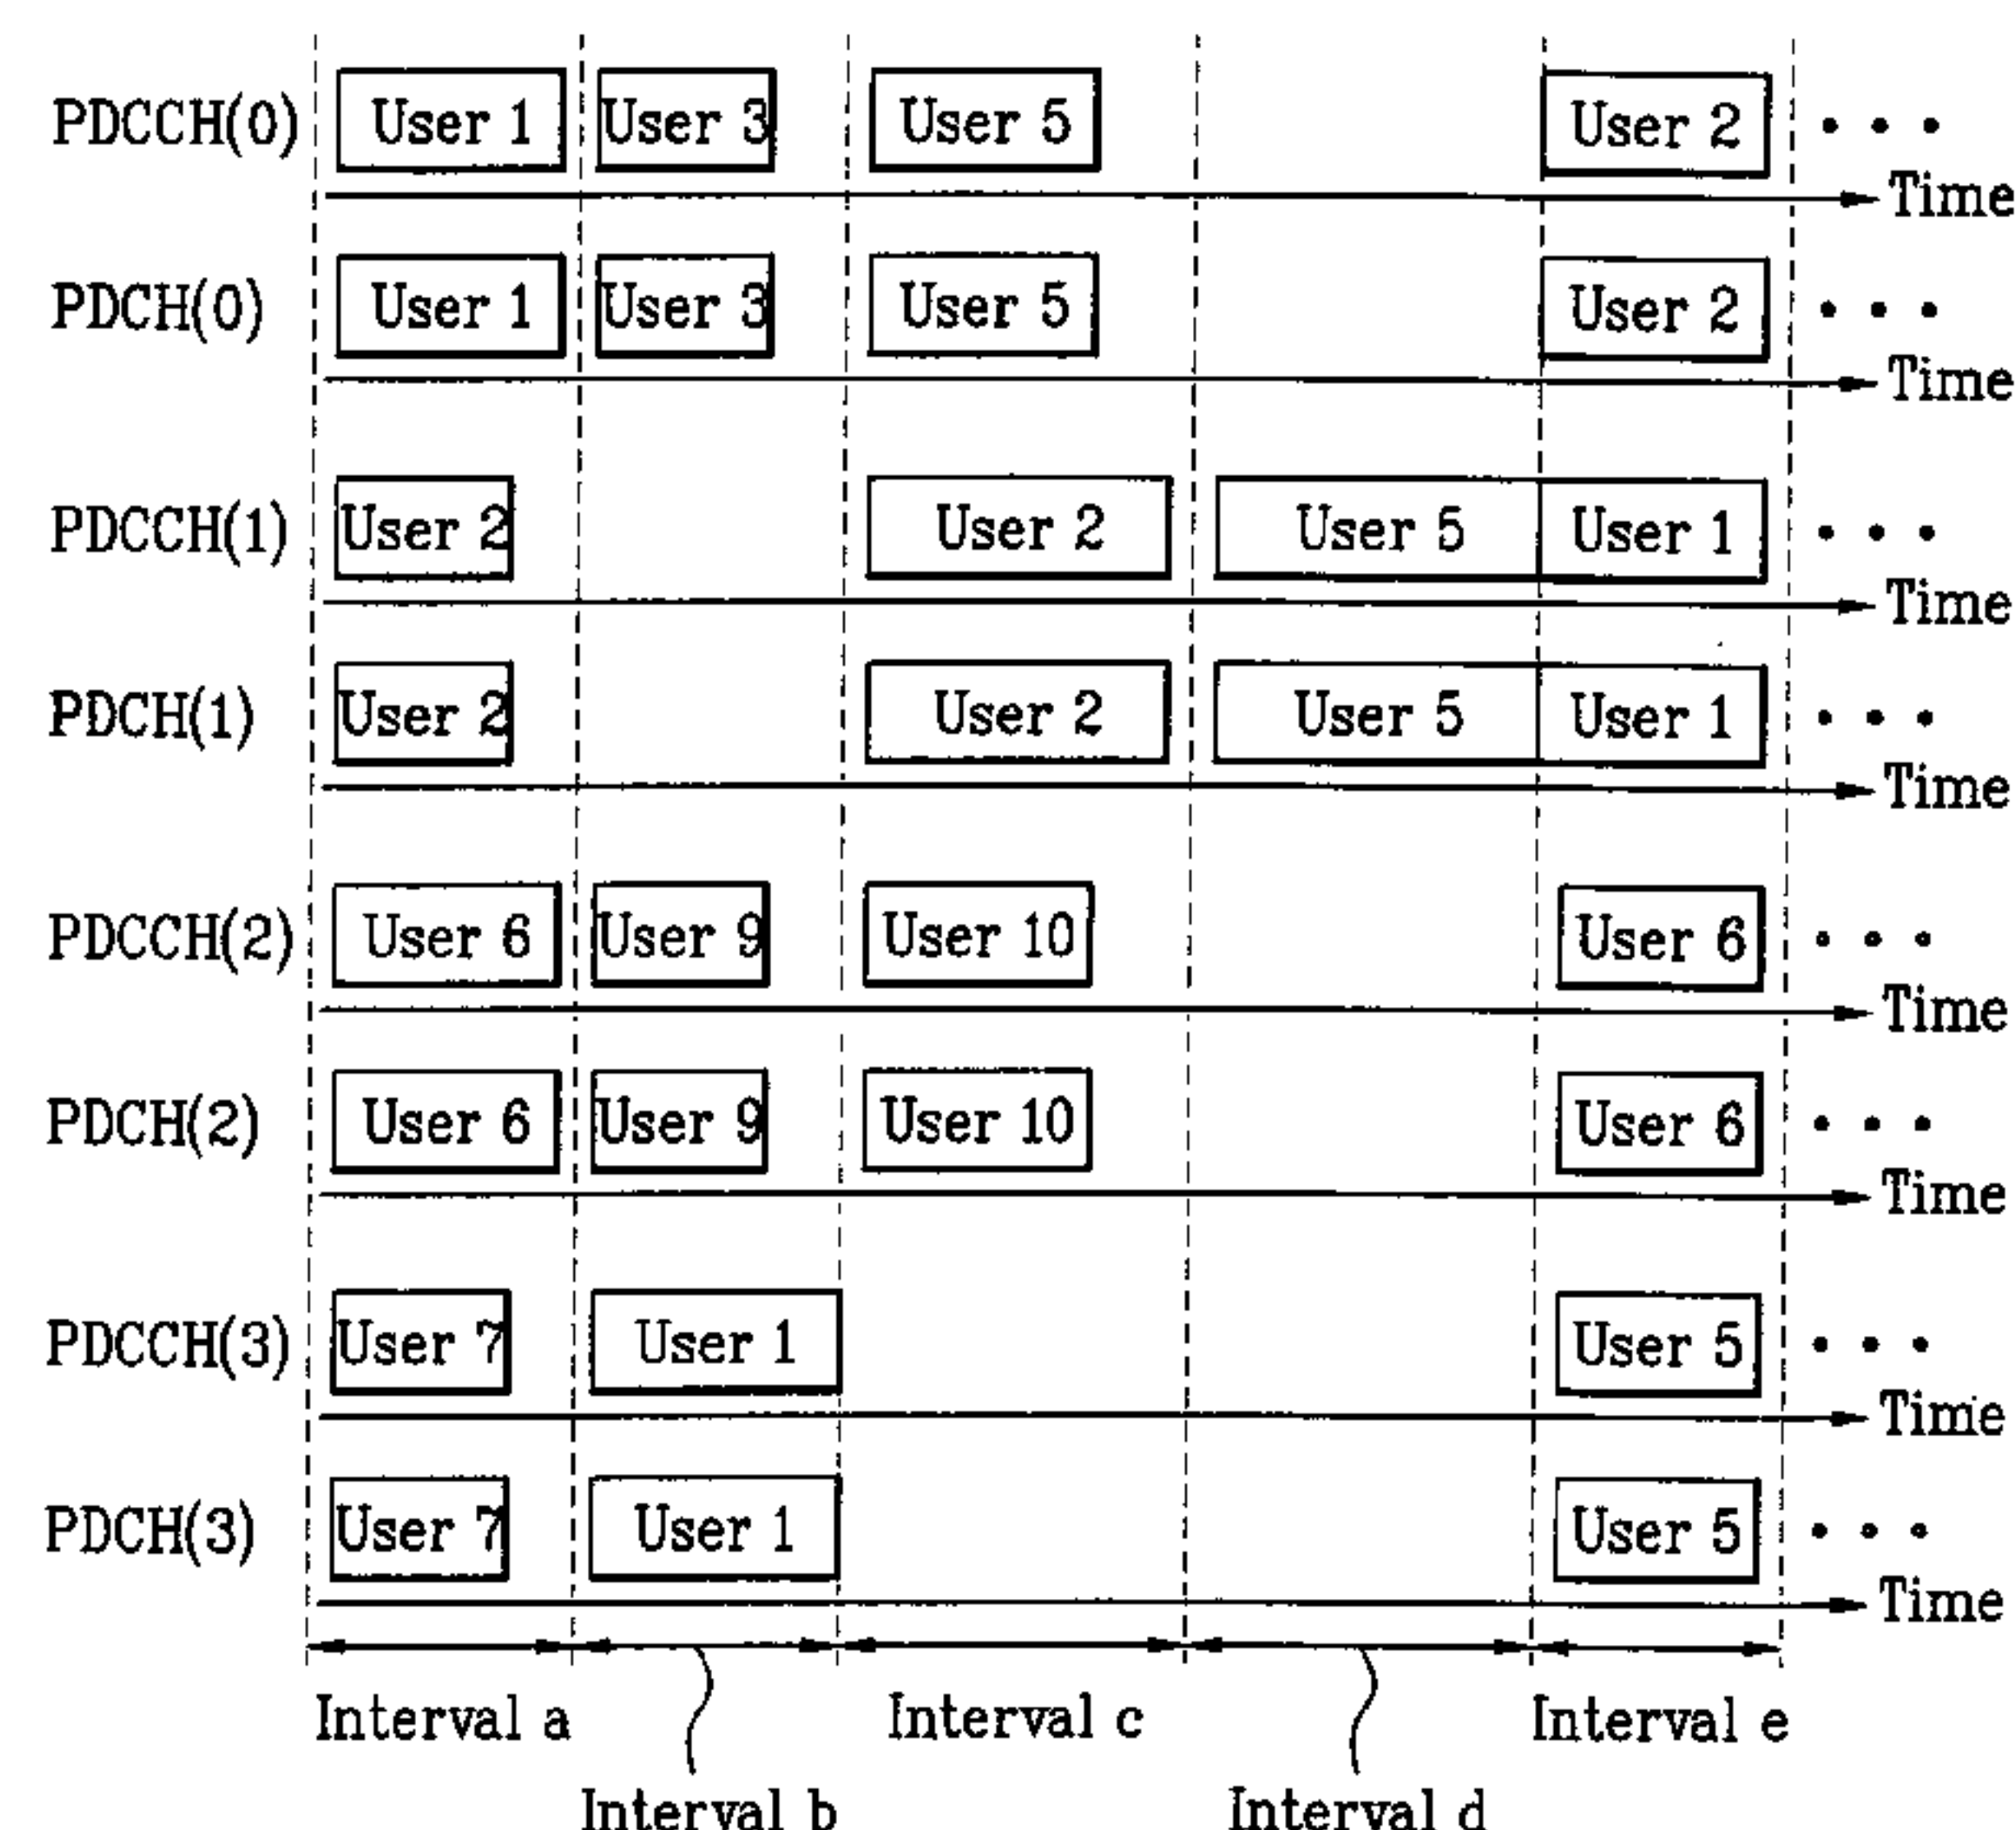 PDCCH(0) User 1 User 3 User 5 User 2 • • •
Time
PDCH(0) User 1 User 3 User 5 User 2 • • •
Time
PDCCH(1) User 2 User 2 User 5 User 1 • • •
Time
PDCH(1) User 2 User 2 User 5 User 1 • • •
Time
PDCCH(2) User 6 User 9 User 10 User 6 • • •
Time
PDCH(2) User 6 User 9 User 10 User 6 • • •
Time
PDCCH(3) User 7 User 1 User 5 • • •
Time
PDCH(3) User 7 User 1 User 5 • • •
Time
Interval a Interval c Interval e
Interval b Interval d